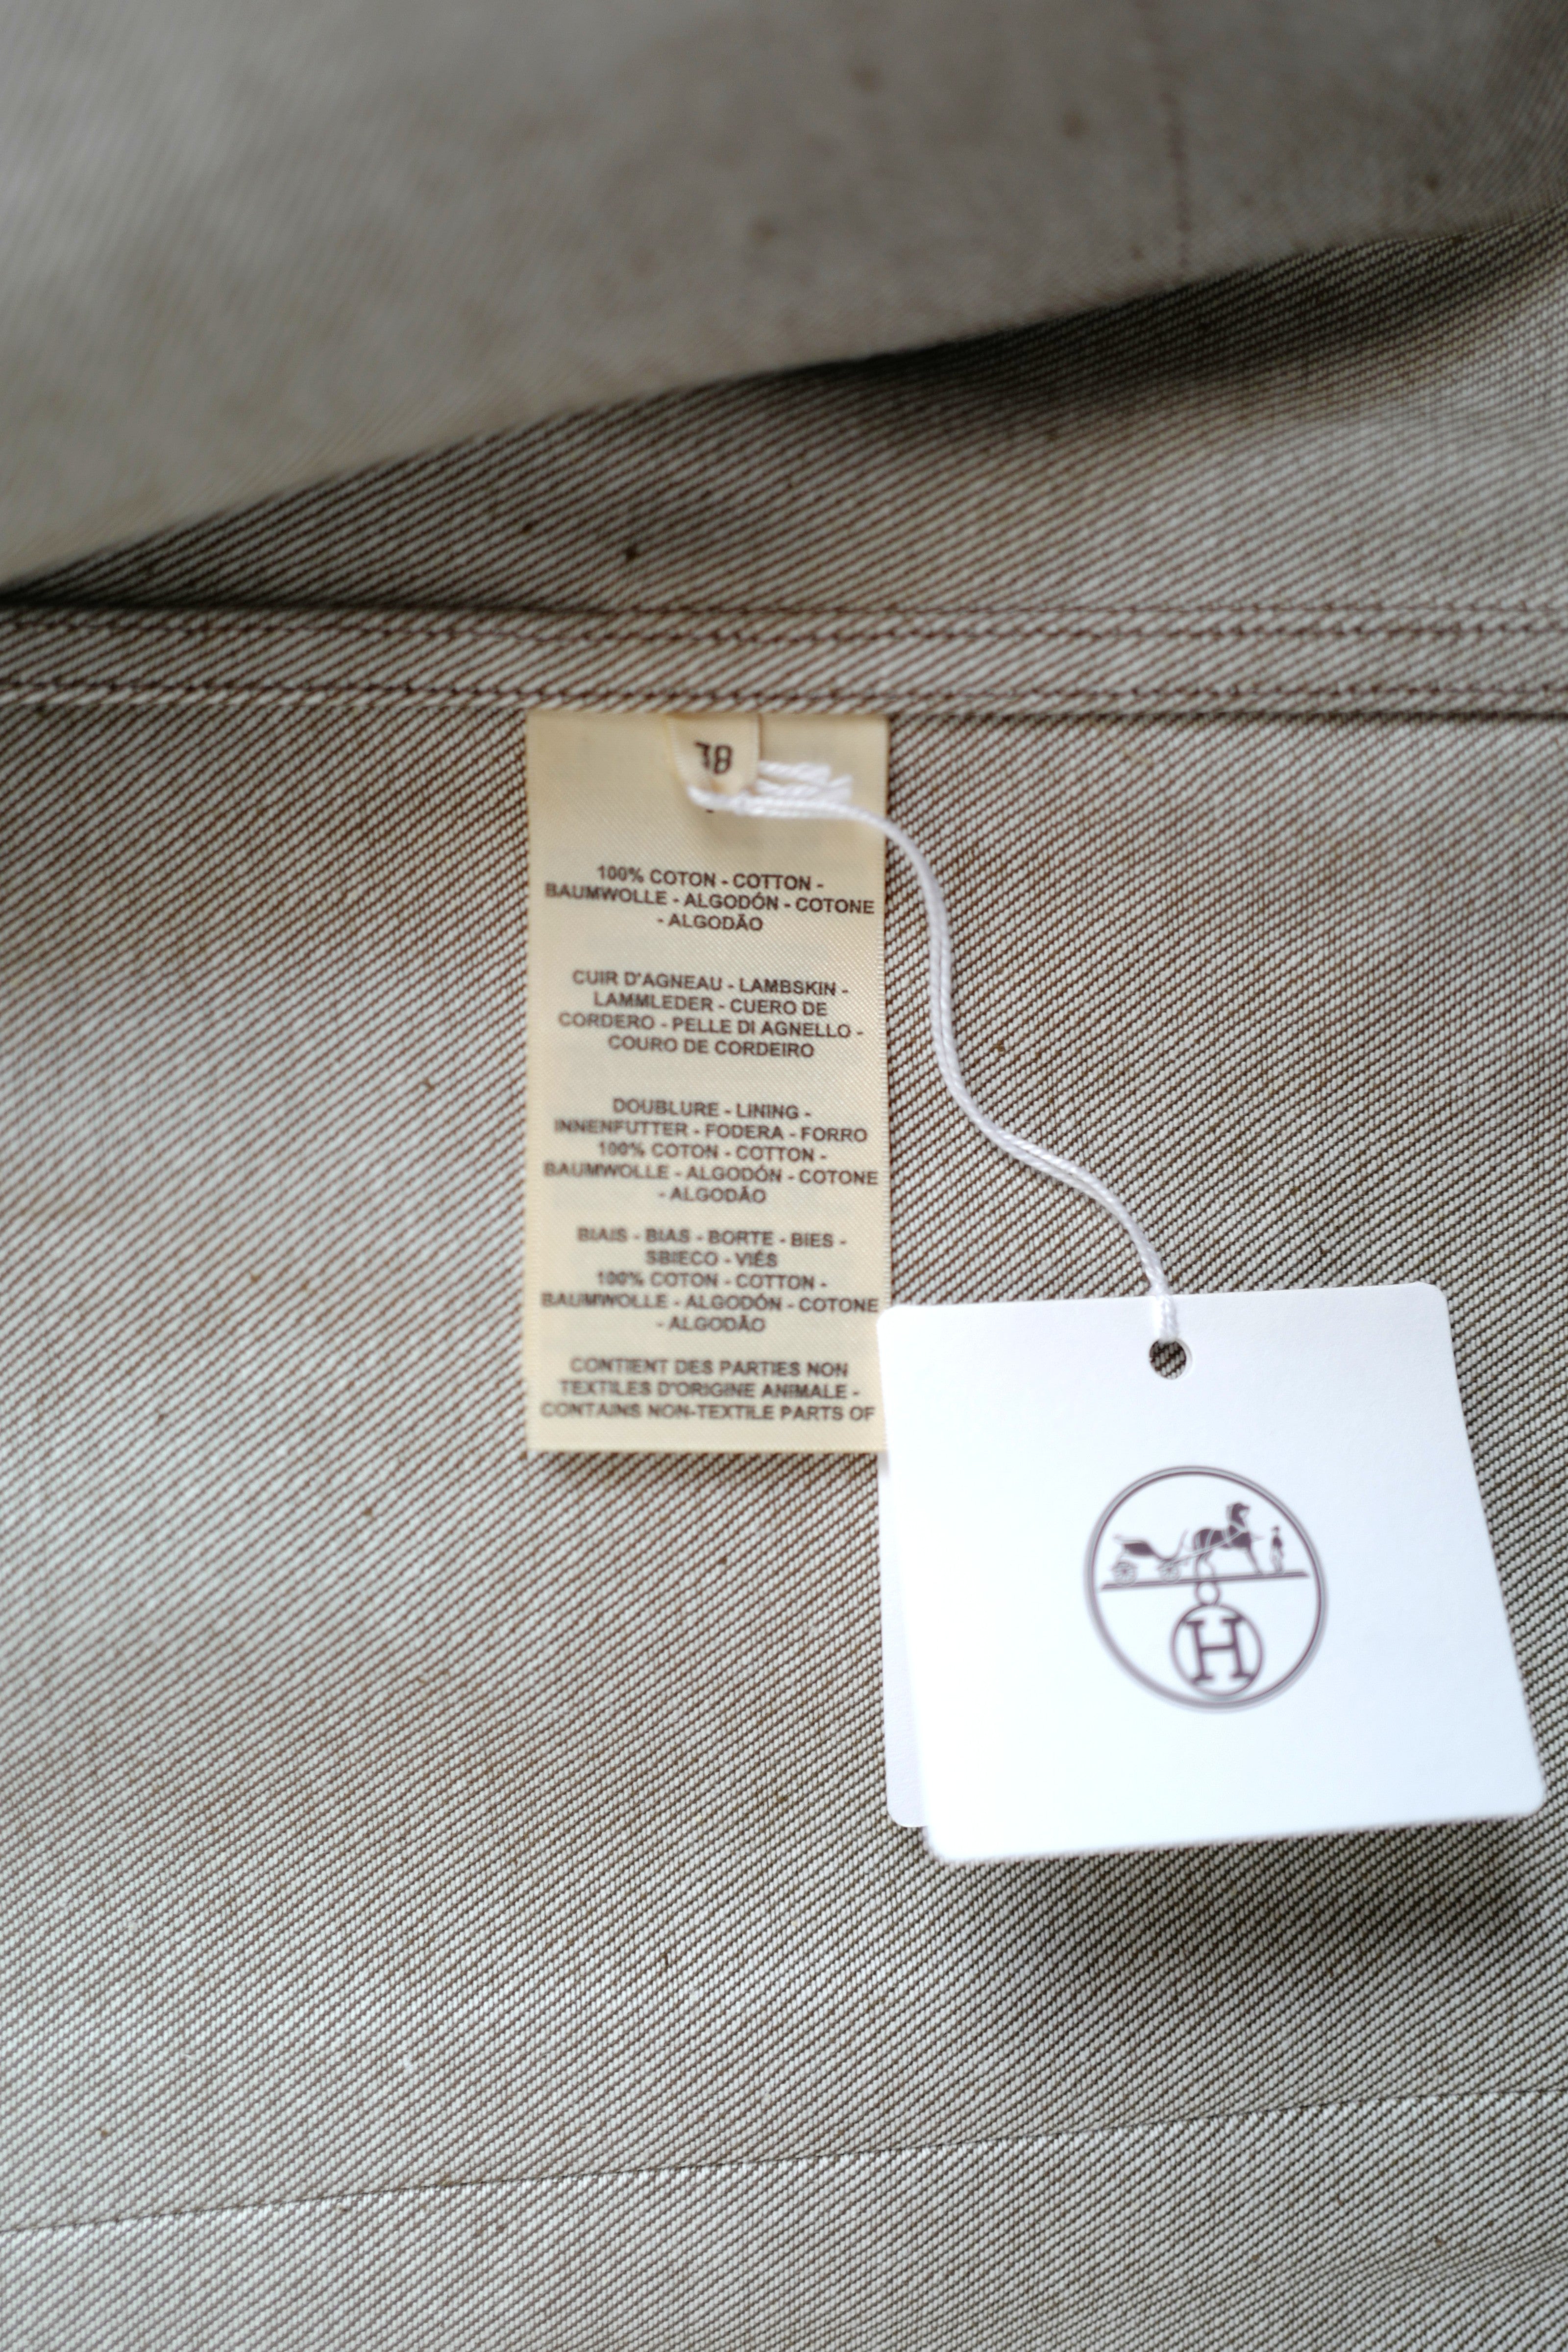 38
100% COTON - COTTON -
BAUMWOLLE - ALGODÓN - COTONE
- ALGODÃO
CUIR D'AGNEAU - LAMBSKIN -
LAMMLEDER - CUERO DE
CORDERO - PELLE DI AGNELLO -
COURO DE CORDEIRO
DOUBLURE - LINING -
INNENFUTTER - FODERA - FORRO
100% COTON - COTTON -
BAUMWOLLE - ALGODÓN - COTONE
- ALGODÃO
BIAIS - BIAS - BORTE - BIES -
SBIECO - VIÉS
100% COTON - COTTON -
BAUMWOLLE - ALGODÓN - COTONE
- ALGODÃO
CONTIENT DES PARTIES NON
TEXTILES D'ORIGINE ANIMALE -
CONTAINS NON-TEXTILE PARTS OF
H